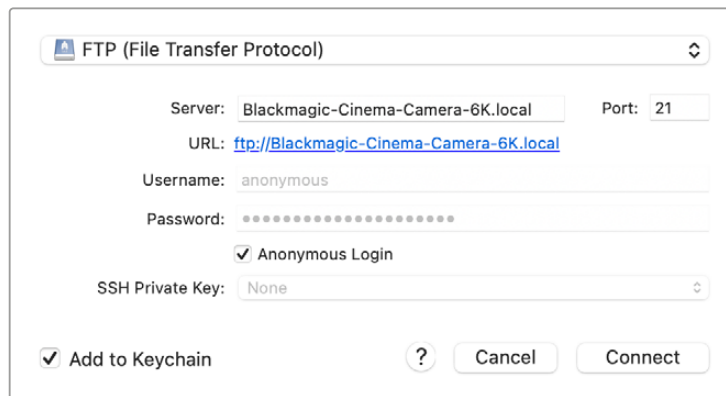 FTP (File Transfer Protocol)
Server: Blackmagic-Cinema-Camera-6K.local Port: 21
URL: ftp://Blackmagic-Cinema-Camera-6K.local
Username: anonymous
Password: ●●●●●●●●●●●●●●●●●●●●●
Anonymous Login
SSH Private Key: None
Add to Keychain ? Cancel Connect